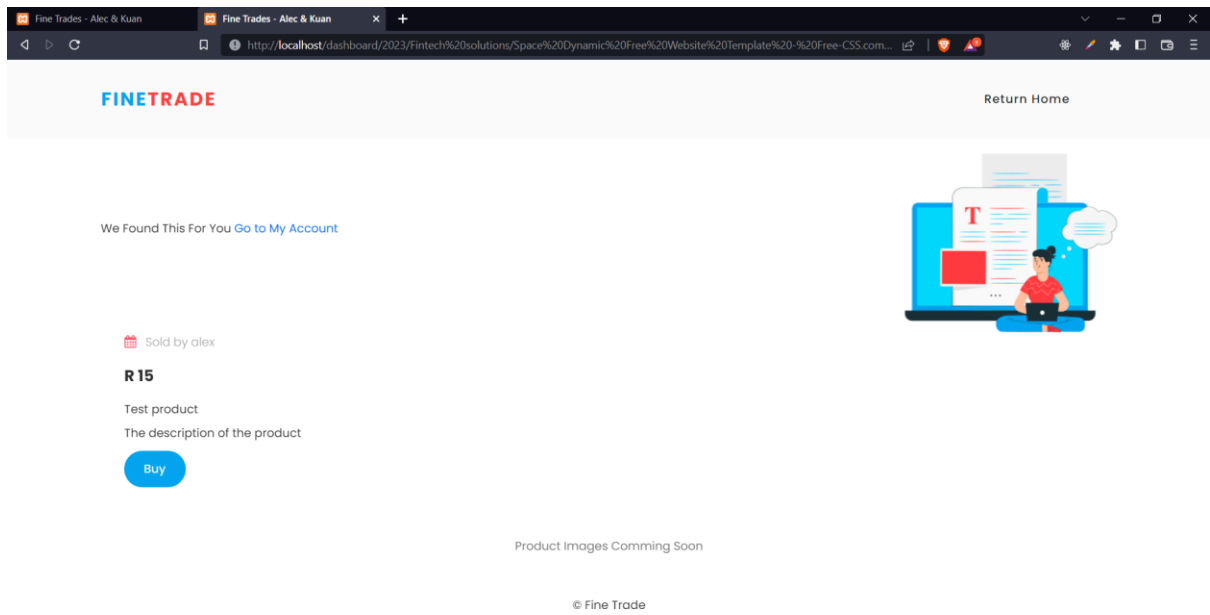 Fine Trades - Alec & Kuan
Fine Trades - Alec & Kuan
http://localhost/dashboard/2023/Fintech%20solutions/Space%20Dynamic%20Free%20Website%20Template%20-%20Free-CSS.com...
FINETRADE
Return Home
T
We Found This For You Go to My Account
Sold by alex
R 15
Test product
The description of the product
Buy
Product Images Comming Soon
© Fine Trade